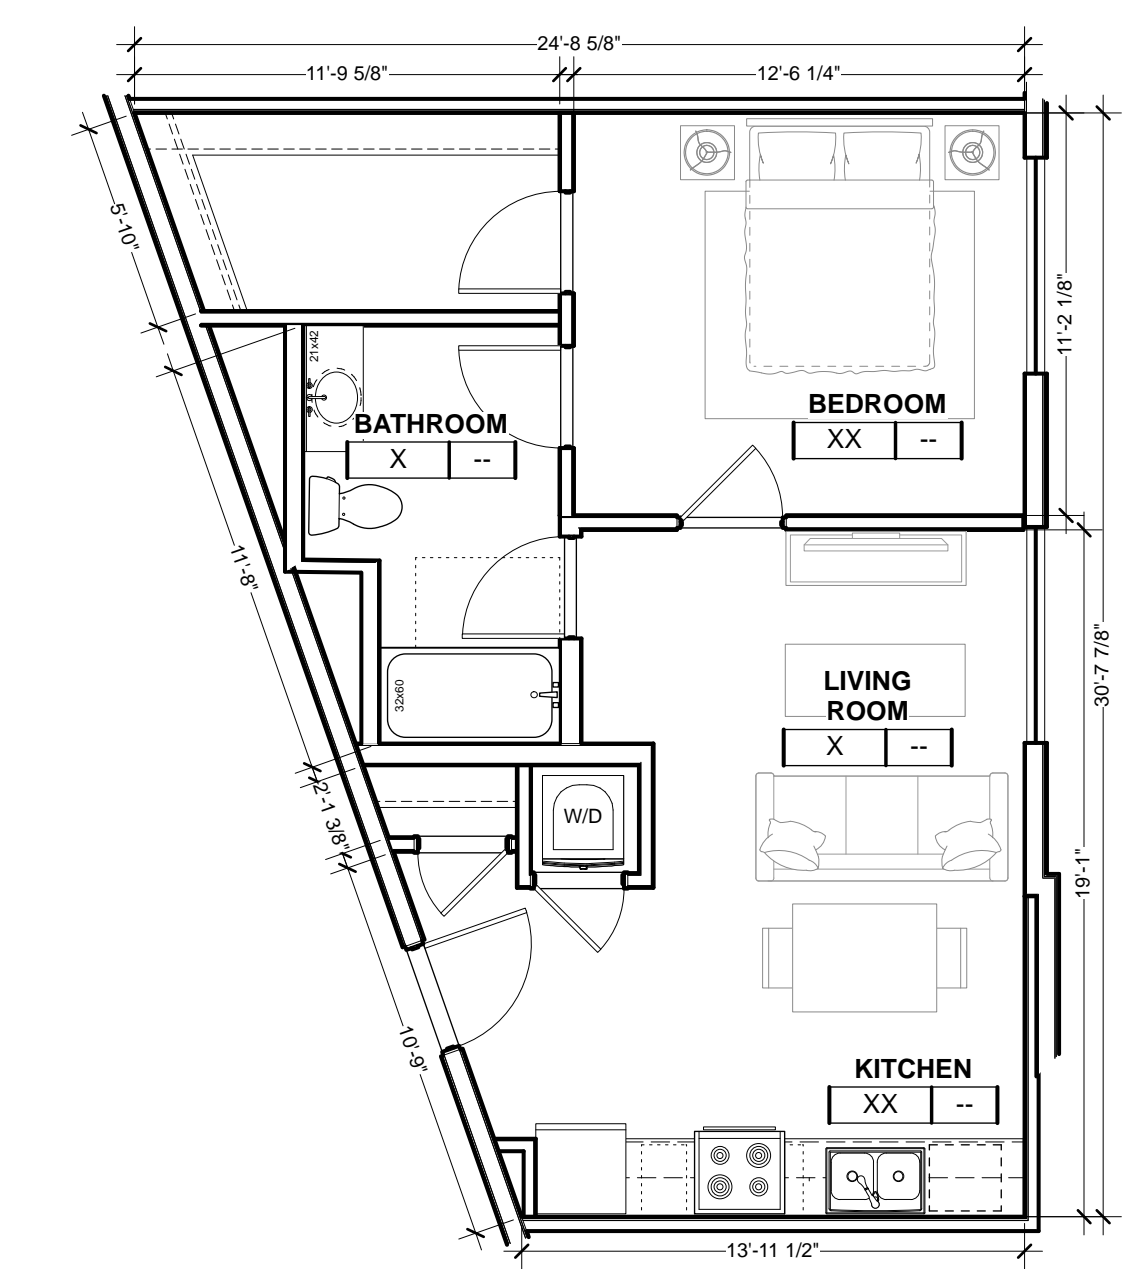 24'-8 5/8"
11'-9 5/8"
12'-6 1/4"
5'-10"
21x42
11'-2 1/8"
BEDROOM
XX --
BATHROOM
X --
11'-8"
30'-7 7/8"
LIVING
ROOM
X --
32x60
2'-1 3/8"
W/D
19'-1"
10'-9"
KITCHEN
XX --
13'-11 1/2"